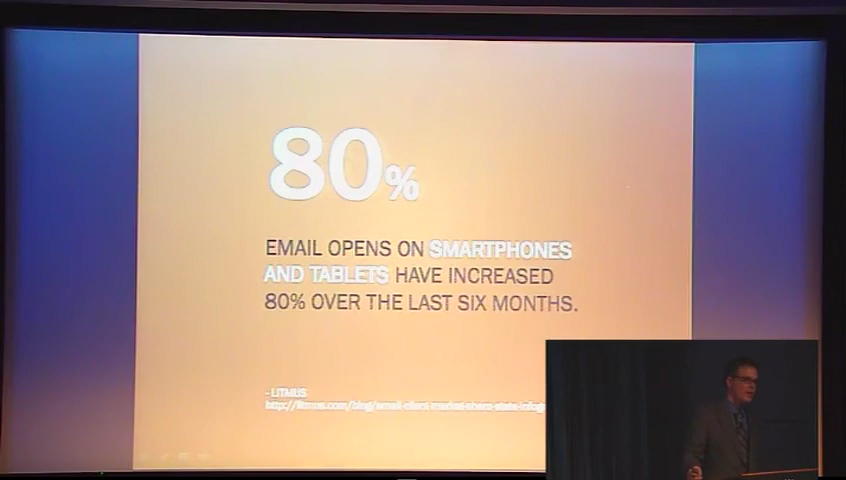 80%
EMAIL OPENS ON SMARTPHONES
AND TABLETS HAVE INCREASED
80% OVER THE LAST SIX MONTHS.
- LITMUS